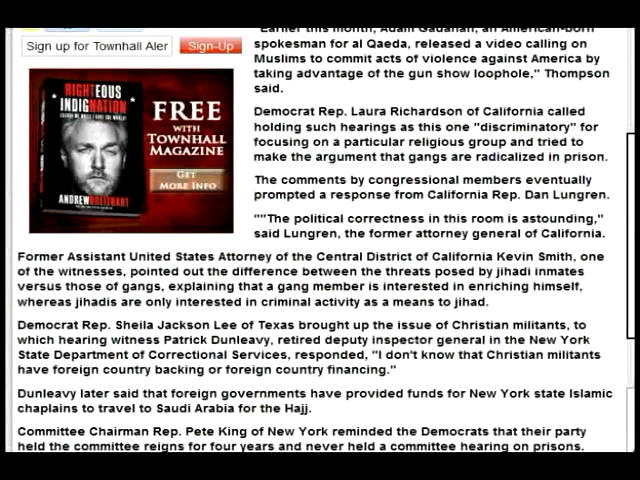 Sign up for Townhall Aler
Sign-Up
RIGHTEOUS
INDIGNATION
ANDREW BREITBART
FREE
WITH
TOWNHALL
MAGAZINE
GET
MORE INFO
"Earlier this month, Adam Gadahan, an American-born
spokesman for al Qaeda, released a video calling on
Muslims to commit acts of violence against America by
taking advantage of the gun show loophole," Thompson
said.
Democrat Rep. Laura Richardson of California called
holding such hearings as this one "discriminatory" for
focusing on a particular religious group and tried to
make the argument that gangs are radicalized in prison.
The comments by congressional members eventually
prompted a response from California Rep. Dan Lungren.
""The political correctness in this room is astounding,"
said Lungren, the former attorney general of California.
Former Assistant United States Attorney of the Central District of California Kevin Smith, one
of the witnesses, pointed out the difference between the threats posed by jihadi inmates
versus those of gangs, explaining that a gang member is interested in enriching himself,
whereas jihadis are only interested in criminal activity as a means to jihad.
Democrat Rep. Sheila Jackson Lee of Texas brought up the issue of Christian militants, to
which hearing witness Patrick Dunleavy, retired deputy inspector general in the New York
State Department of Correctional Services, responded, "I don't know that Christian militants
have foreign country backing or foreign country financing."
Dunleavy later said that foreign governments have provided funds for New York state Islamic
chaplains to travel to Saudi Arabia for the Hajj.
Committee Chairman Rep. Pete King of New York reminded the Democrats that their party
held the committee reigns for four years and never held a committee hearing on prisons.